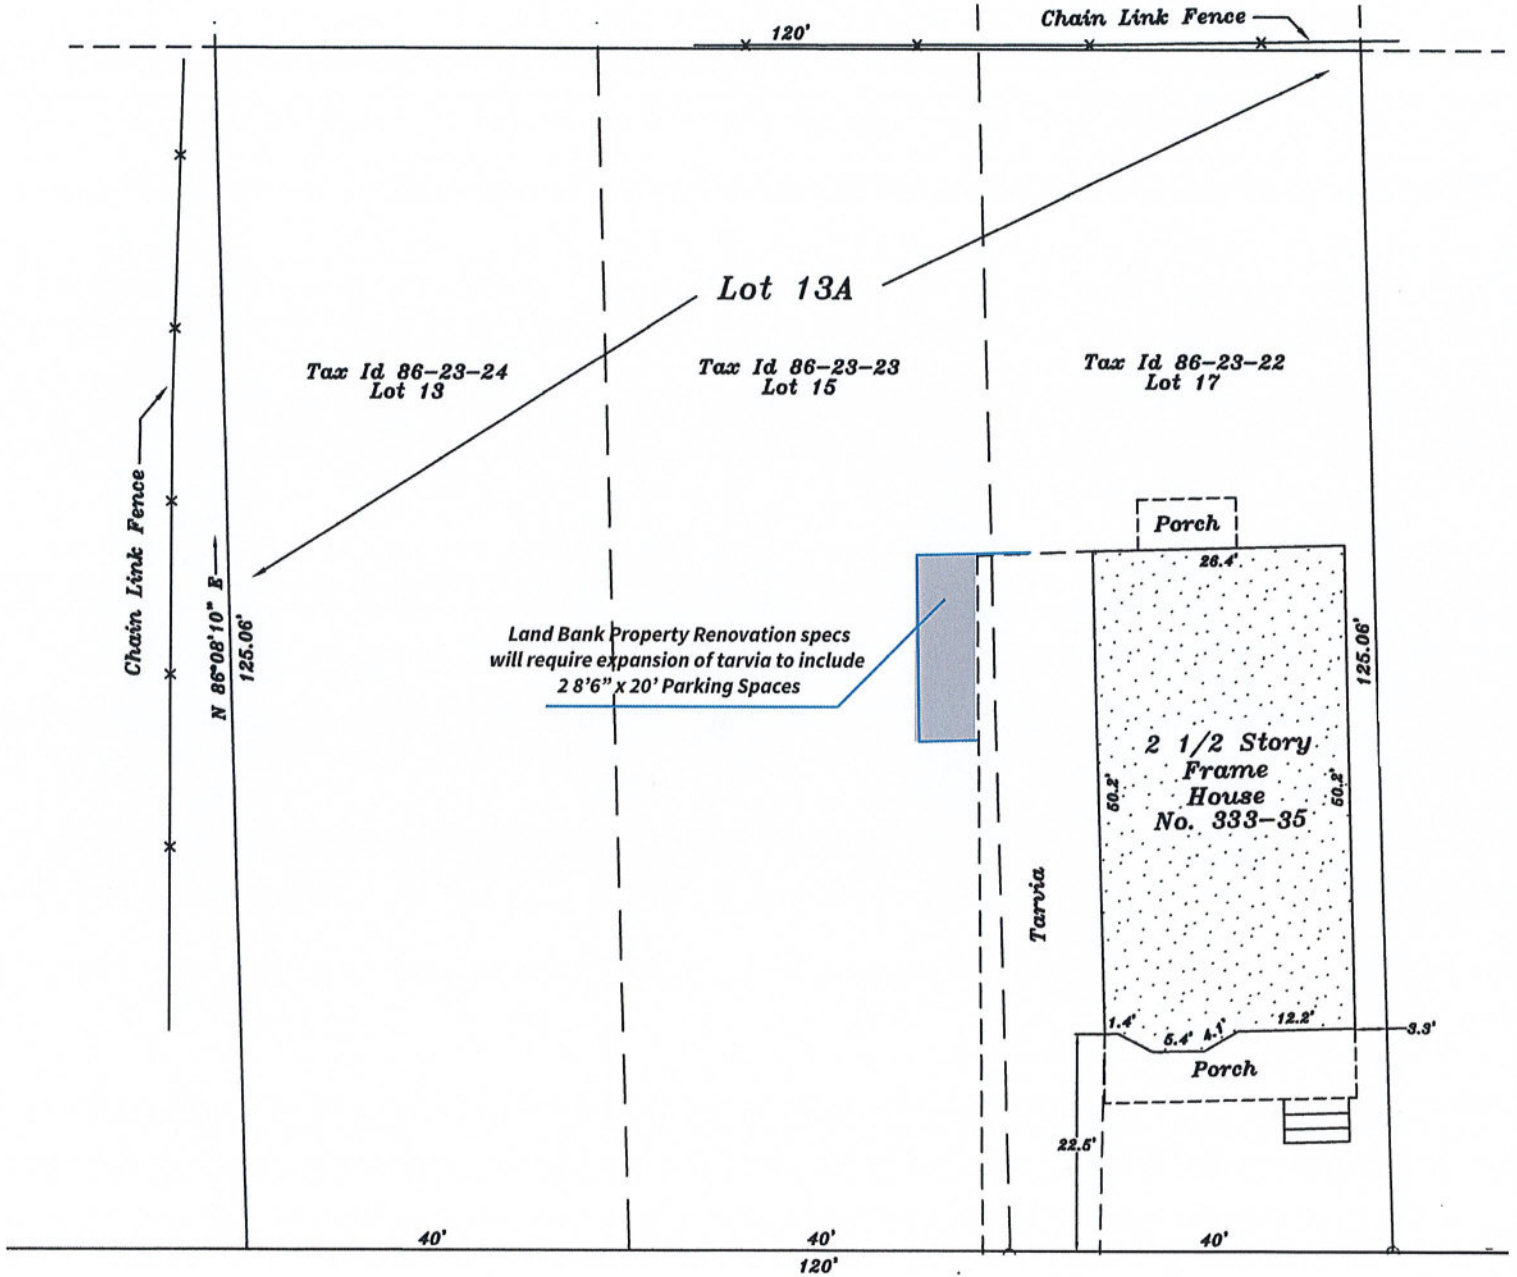 Chain Link Fence
120'
Lot 13A
Tax Id 86-23-24
Lot 13
Tax Id 86-23-23
Lot 15
Tax Id 86-23-22
Lot 17
Chain Link Fence
N 86°08'10" E
125.06'
Porch
26.4'
Land Bank Property Renovation specs
will require expansion of tarvia to include
2 8'6" x 20' Parking Spaces
125.06'
2 1/2 Story
Frame
House
No. 333-35
50.2'
50.2'
Tarvia
1.4'
5.4'
4.1'
12.2'
3.3'
Porch
22.5'
40'
40'
40'
120'